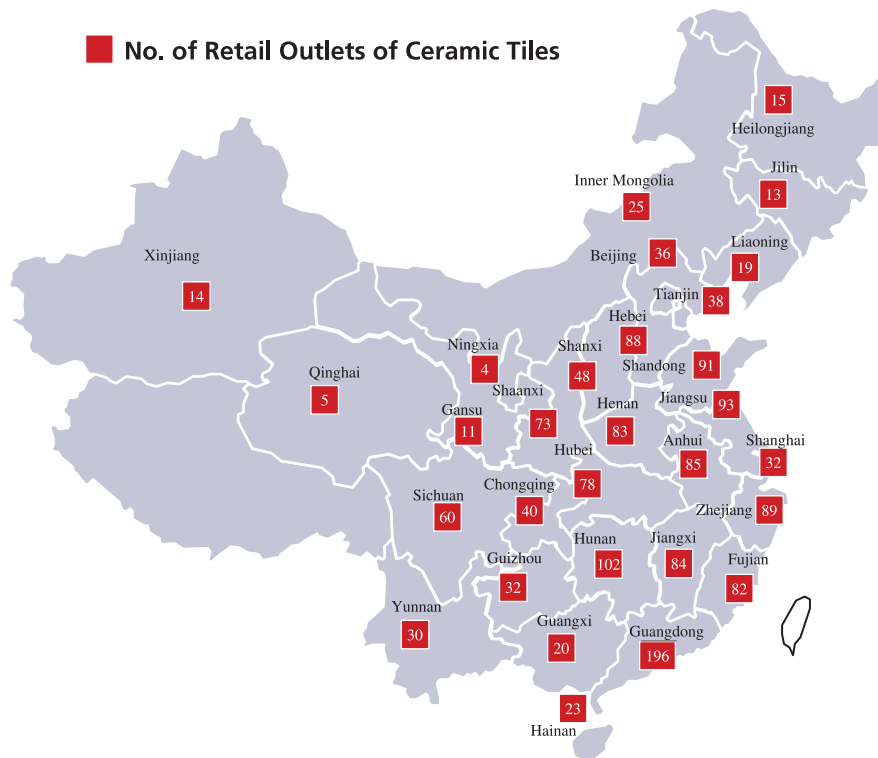 No. of Retail Outlets of Ceramic Tiles
15
Heilongjiang
Jilin
13
Inner Mongolia
25
Liaoning
19
Beijing
36
Xinjiang
14
Tianjin
38
Hebei
88
Ningxia
4
Shanxi
48
Shandong
91
Qinghai
5
Shaanxi
73
Jiangsu
93
Gansu
11
Henan
83
Anhui
85
Shanghai
32
Hubei
78
Sichuan
60
Chongqing
40
Zhejiang
89
Hunan
102
Jiangxi
84
Fujian
82
Guizhou
32
Yunnan
30
Guangxi
20
Guangdong
196
23
Hainan